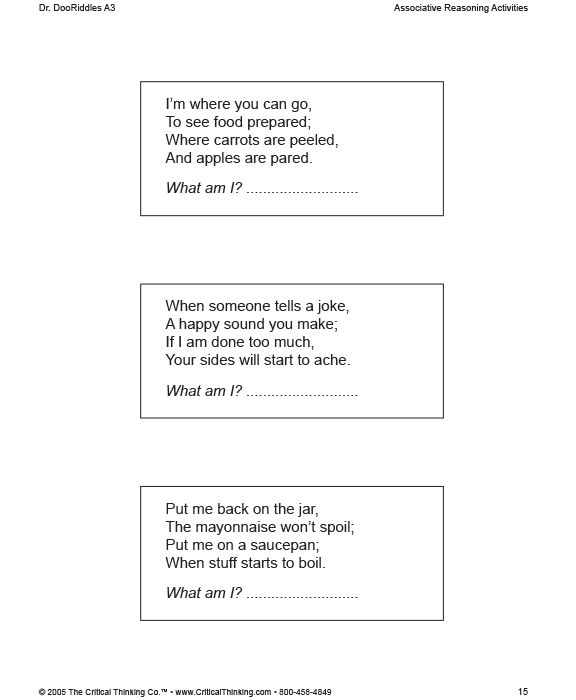 Dr. DooRiddles A3
Associative Reasoning Activities
I'm where you can go,
To see food prepared;
Where carrots are peeled,
And apples are pared.
What am I? ...........................
When someone tells a joke,
A happy sound you make;
If I am done too much,
Your sides will start to ache.
What am I? ...........................
Put me back on the jar,
The mayonnaise won't spoil;
Put me on a saucepan;
When stuff starts to boil.
What am I? ...........................
© 2005 The Critical Thinking Co.™ • www.CriticalThinking.com • 800-458-4849
15